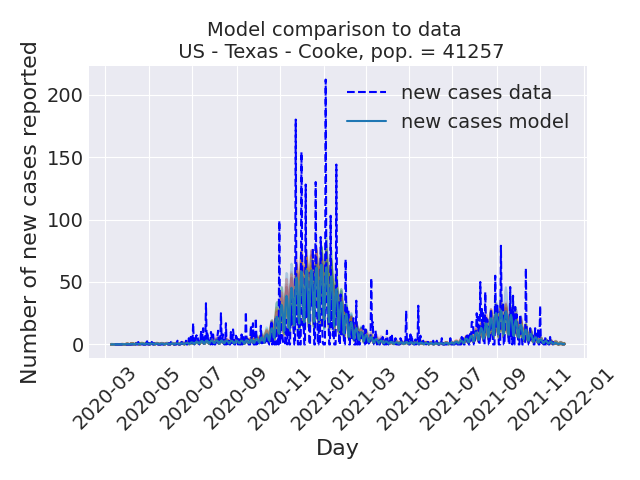 Model comparison to data
US - Texas - Cooke, pop. = 41257
new cases data
new cases model
Number of new cases reported
200
150
100
50
0
2020-03
2020-05
2020-07
2020-09
2020-11
2021-01
2021-03
2021-05
2021-07
2021-09
2021-11
2022-01
Day